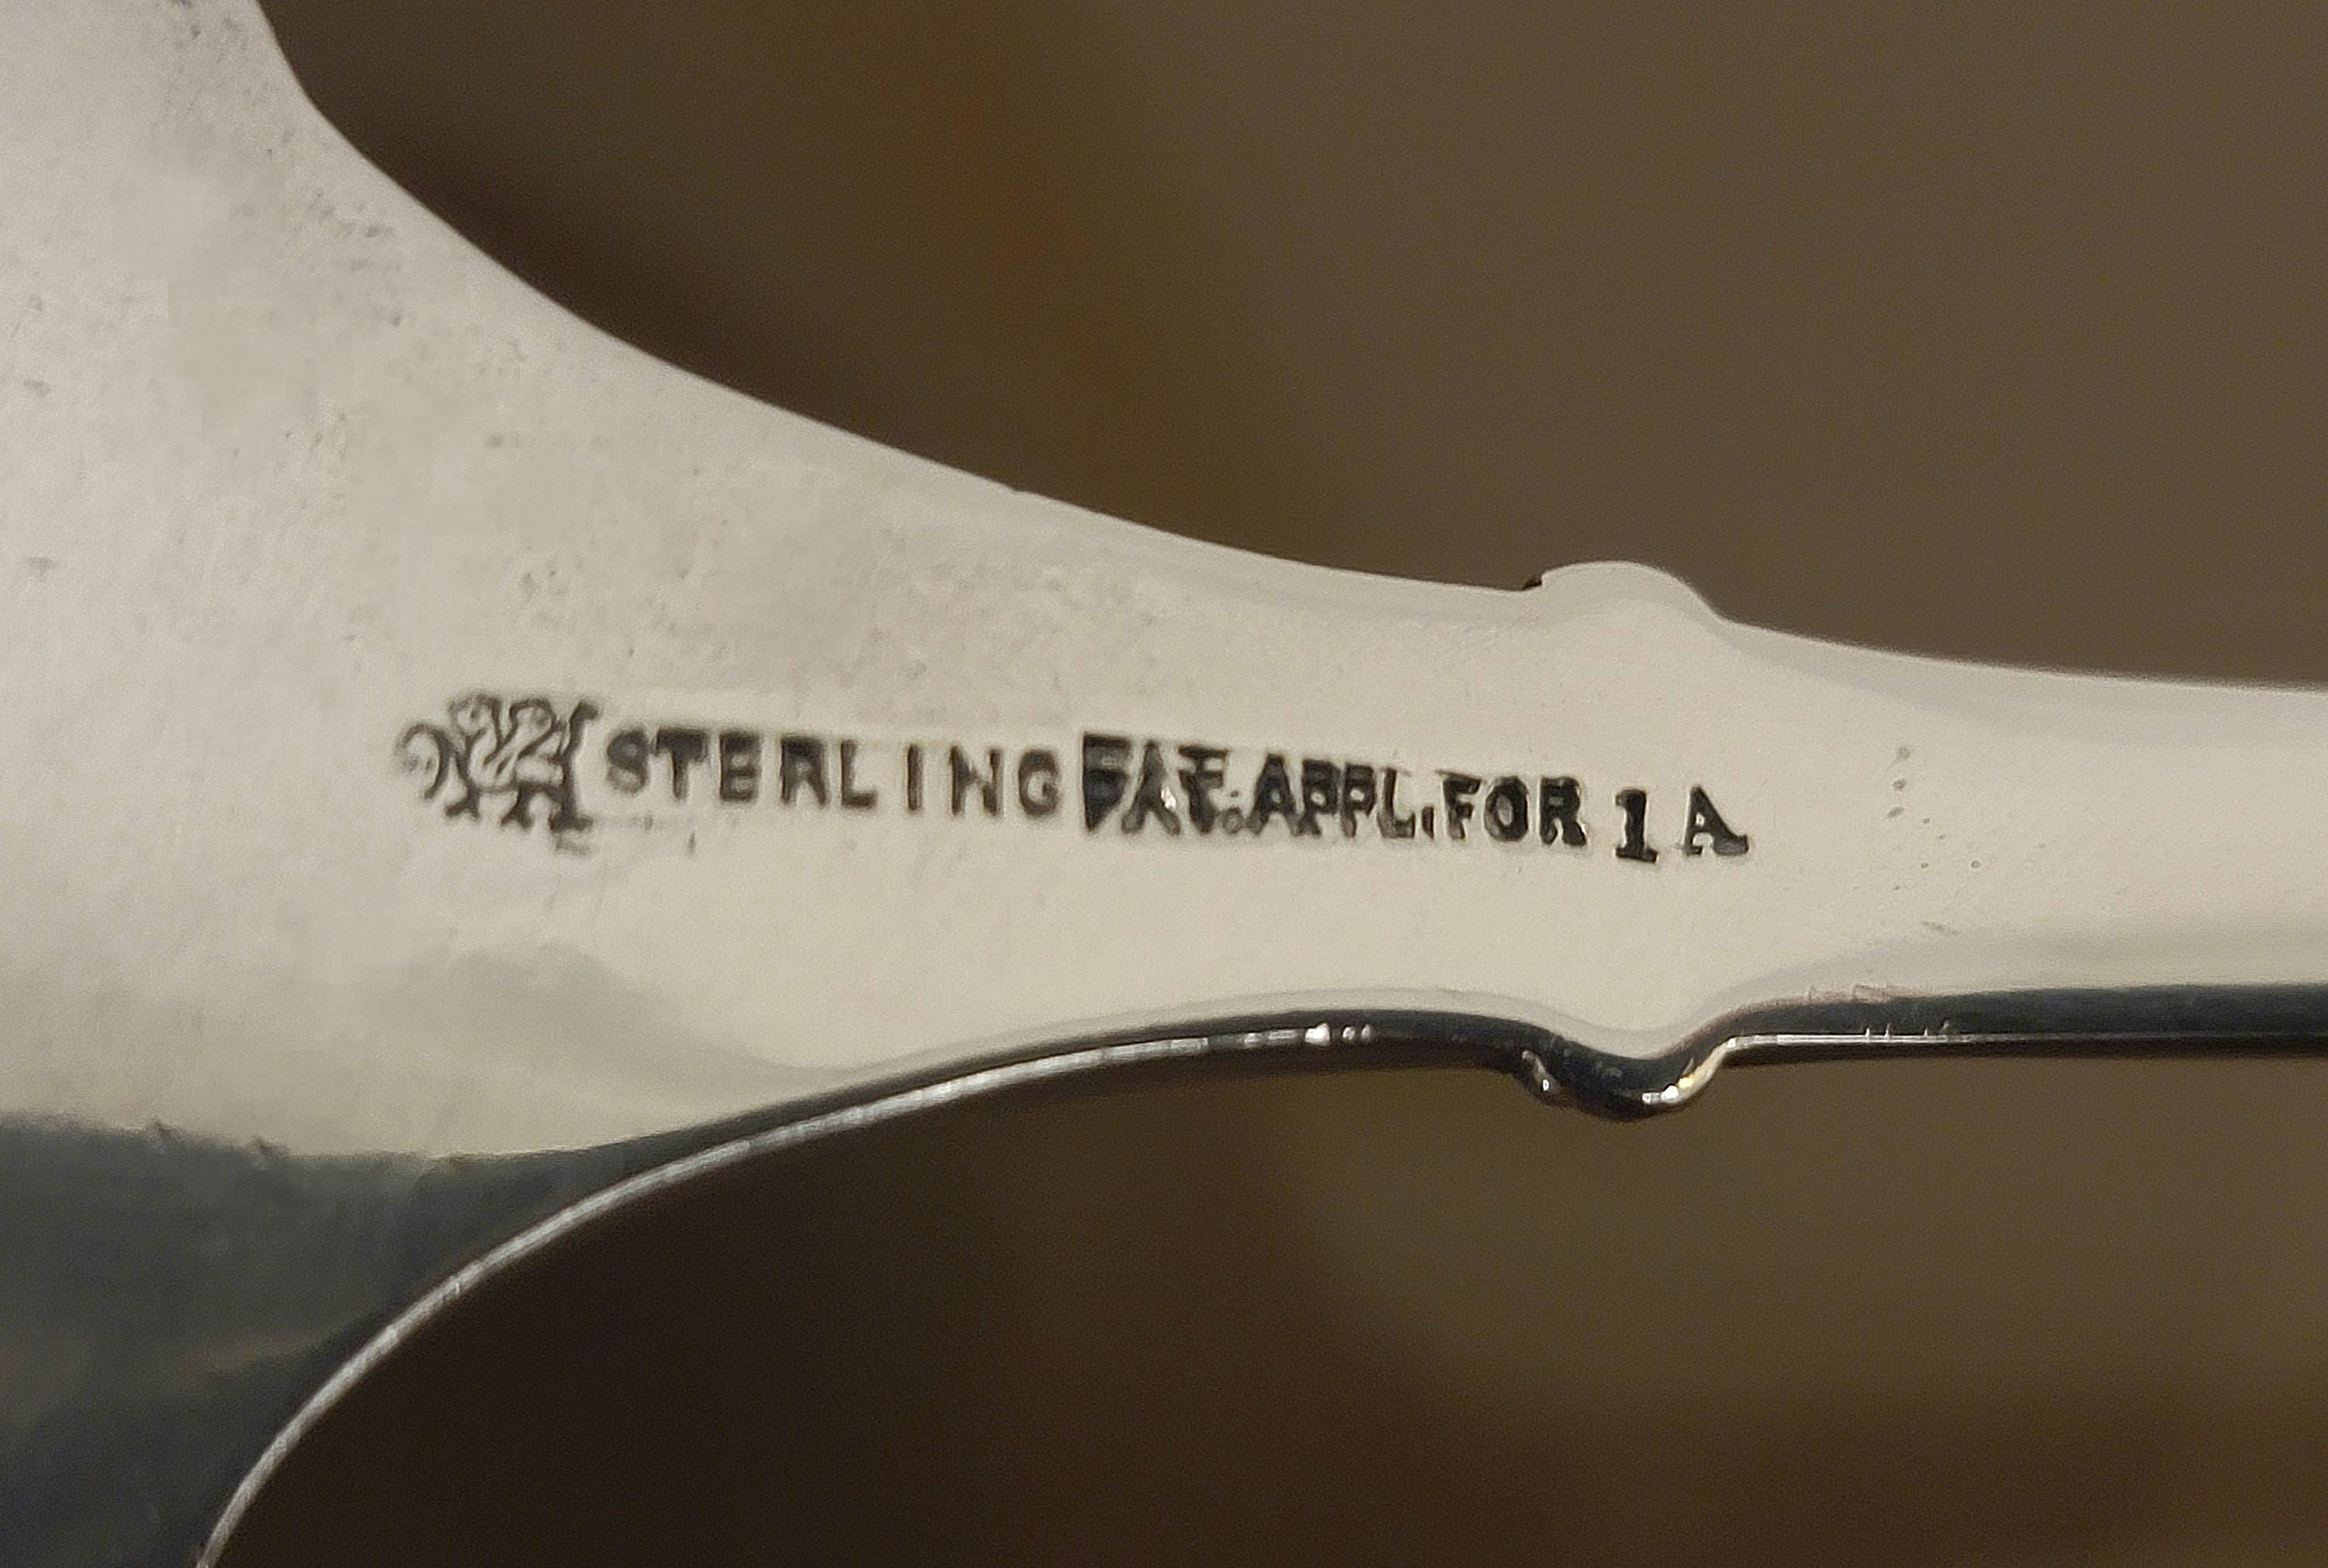 STERLING PAT. APPL. FOR 1 A